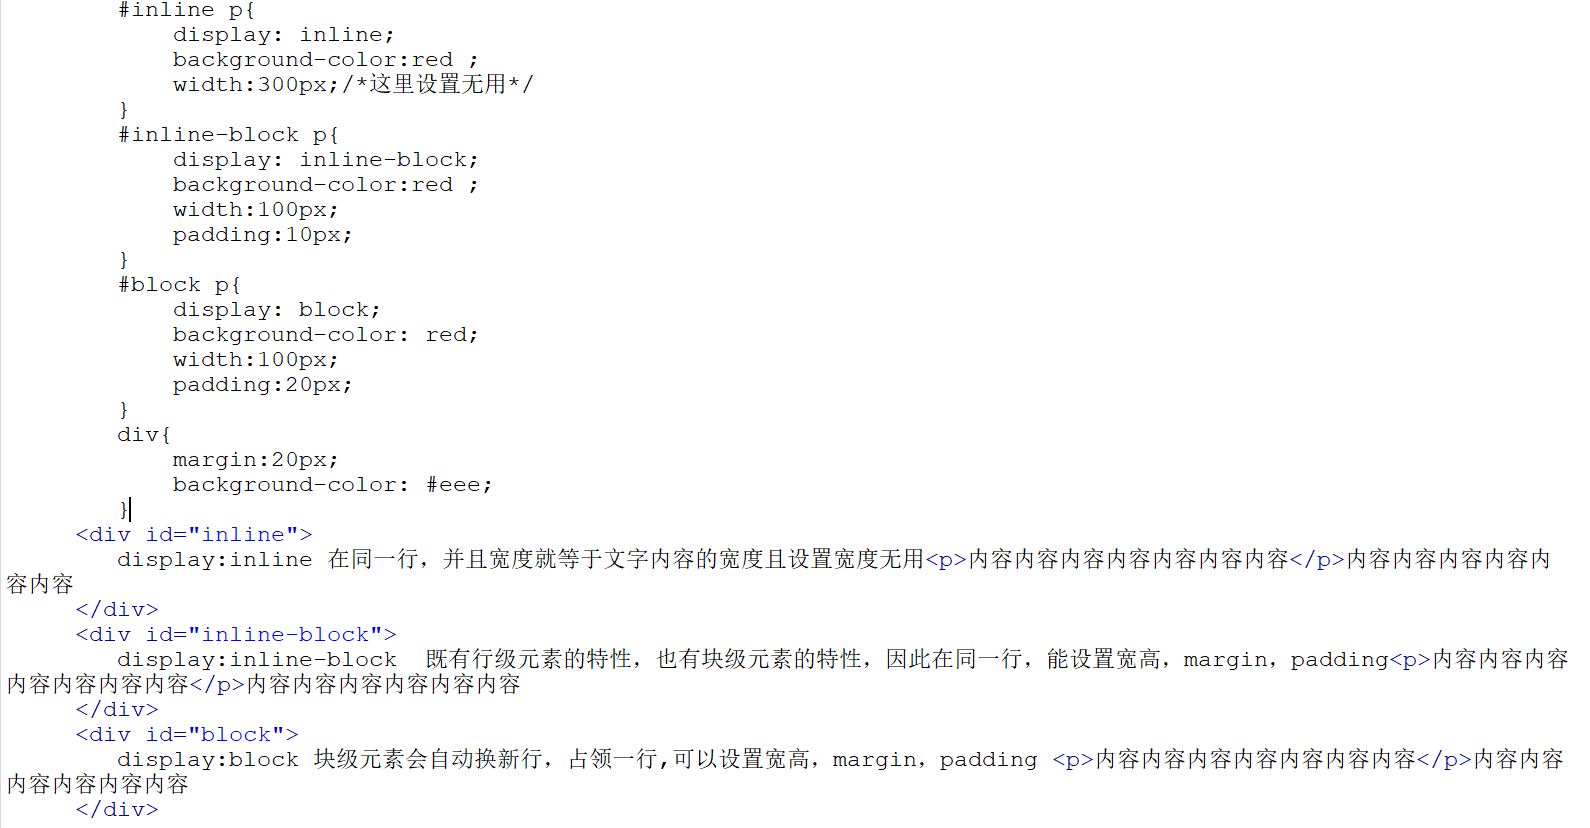 #inline p{
display: inline;
background-color:red ;
width:300px;/*这里设置无用*/
}
#inline-block p{
display: inline-block;
background-color:red ;
width:100px;
padding:10px;
}
#block p{
display: block;
background-color: red;
width:100px;
padding:20px;
}
div{
margin:20px;
background-color: #eee;
}
<div id="inline">
display:inline 在同一行，并且宽度就等于文字内容的宽度且设置宽度无用<p>内容内容内容内容内容内容内容</p>内容内容内容内容内
容内容
</div>
<div id="inline-block">
display:inline-block  既有行级元素的特性，也有块级元素的特性，因此在同一行，能设置宽高，margin，padding<p>内容内容内容
内容内容内容内容</p>内容内容内容内容内容内容
</div>
<div id="block">
display:block 块级元素会自动换新行，占领一行,可以设置宽高，margin，padding <p>内容内容内容内容内容内容内容</p>内容内容
内容内容内容内容
</div>